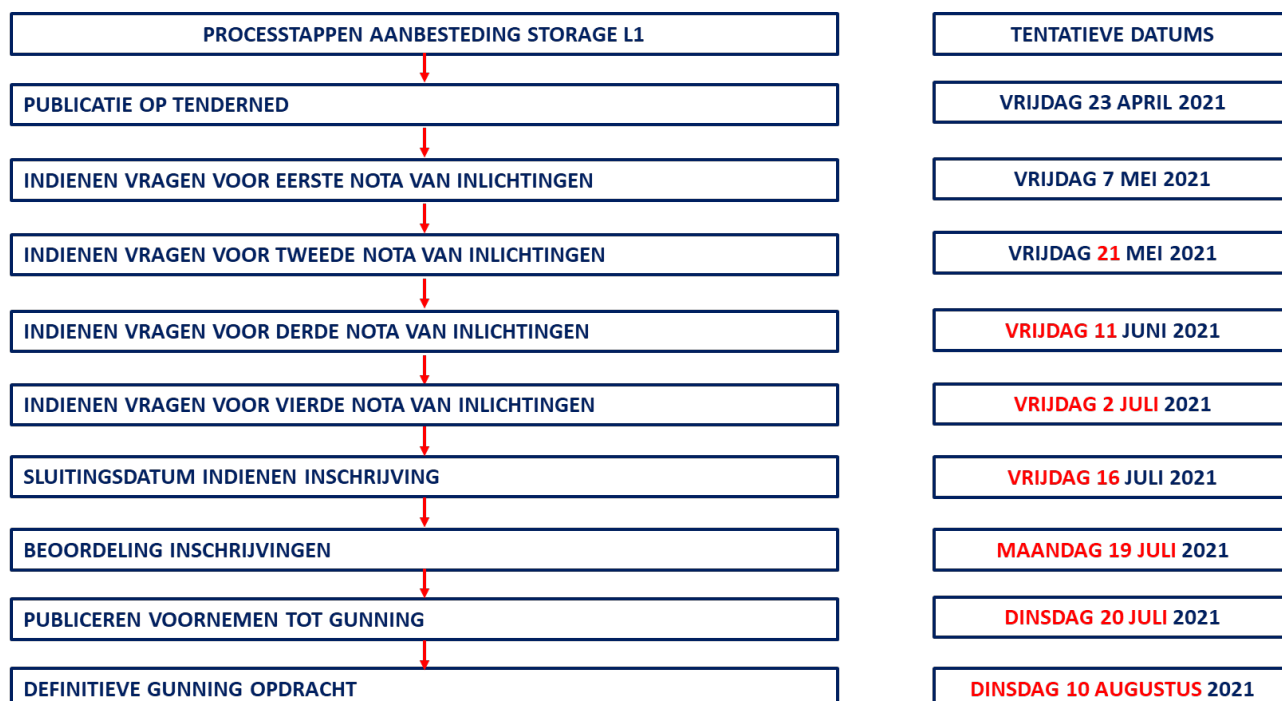 PROCESSTAPPEN AANBESTEDING STORAGE L1
TENTATIEVE DATUMS
PUBLICATIE OP TENDERNED
VRIJDAG 23 APRIL 2021
INDIENEN VRAGEN VOOR EERSTE NOTA VAN INLICHTINGEN
VRIJDAG 7 MEI 2021
INDIENEN VRAGEN VOOR TWEEDE NOTA VAN INLICHTINGEN
VRIJDAG 21 MEI 2021
INDIENEN VRAGEN VOOR DERDE NOTA VAN INLICHTINGEN
VRIJDAG 11 JUNI 2021
INDIENEN VRAGEN VOOR VIERDE NOTA VAN INLICHTINGEN
VRIJDAG 2 JULI 2021
SLUITINGSDATUM INDIENEN INSCHRIJVING
VRIJDAG 16 JULI 2021
BEOORDELING INSCHRIJVINGEN
MAANDAG 19 JULI 2021
PUBLICEREN VOORNEMEN TOT GUNNING
DINSDAG 20 JULI 2021
DEFINITIEVE GUNNING OPDRACHT
DINSDAG 10 AUGUSTUS 2021